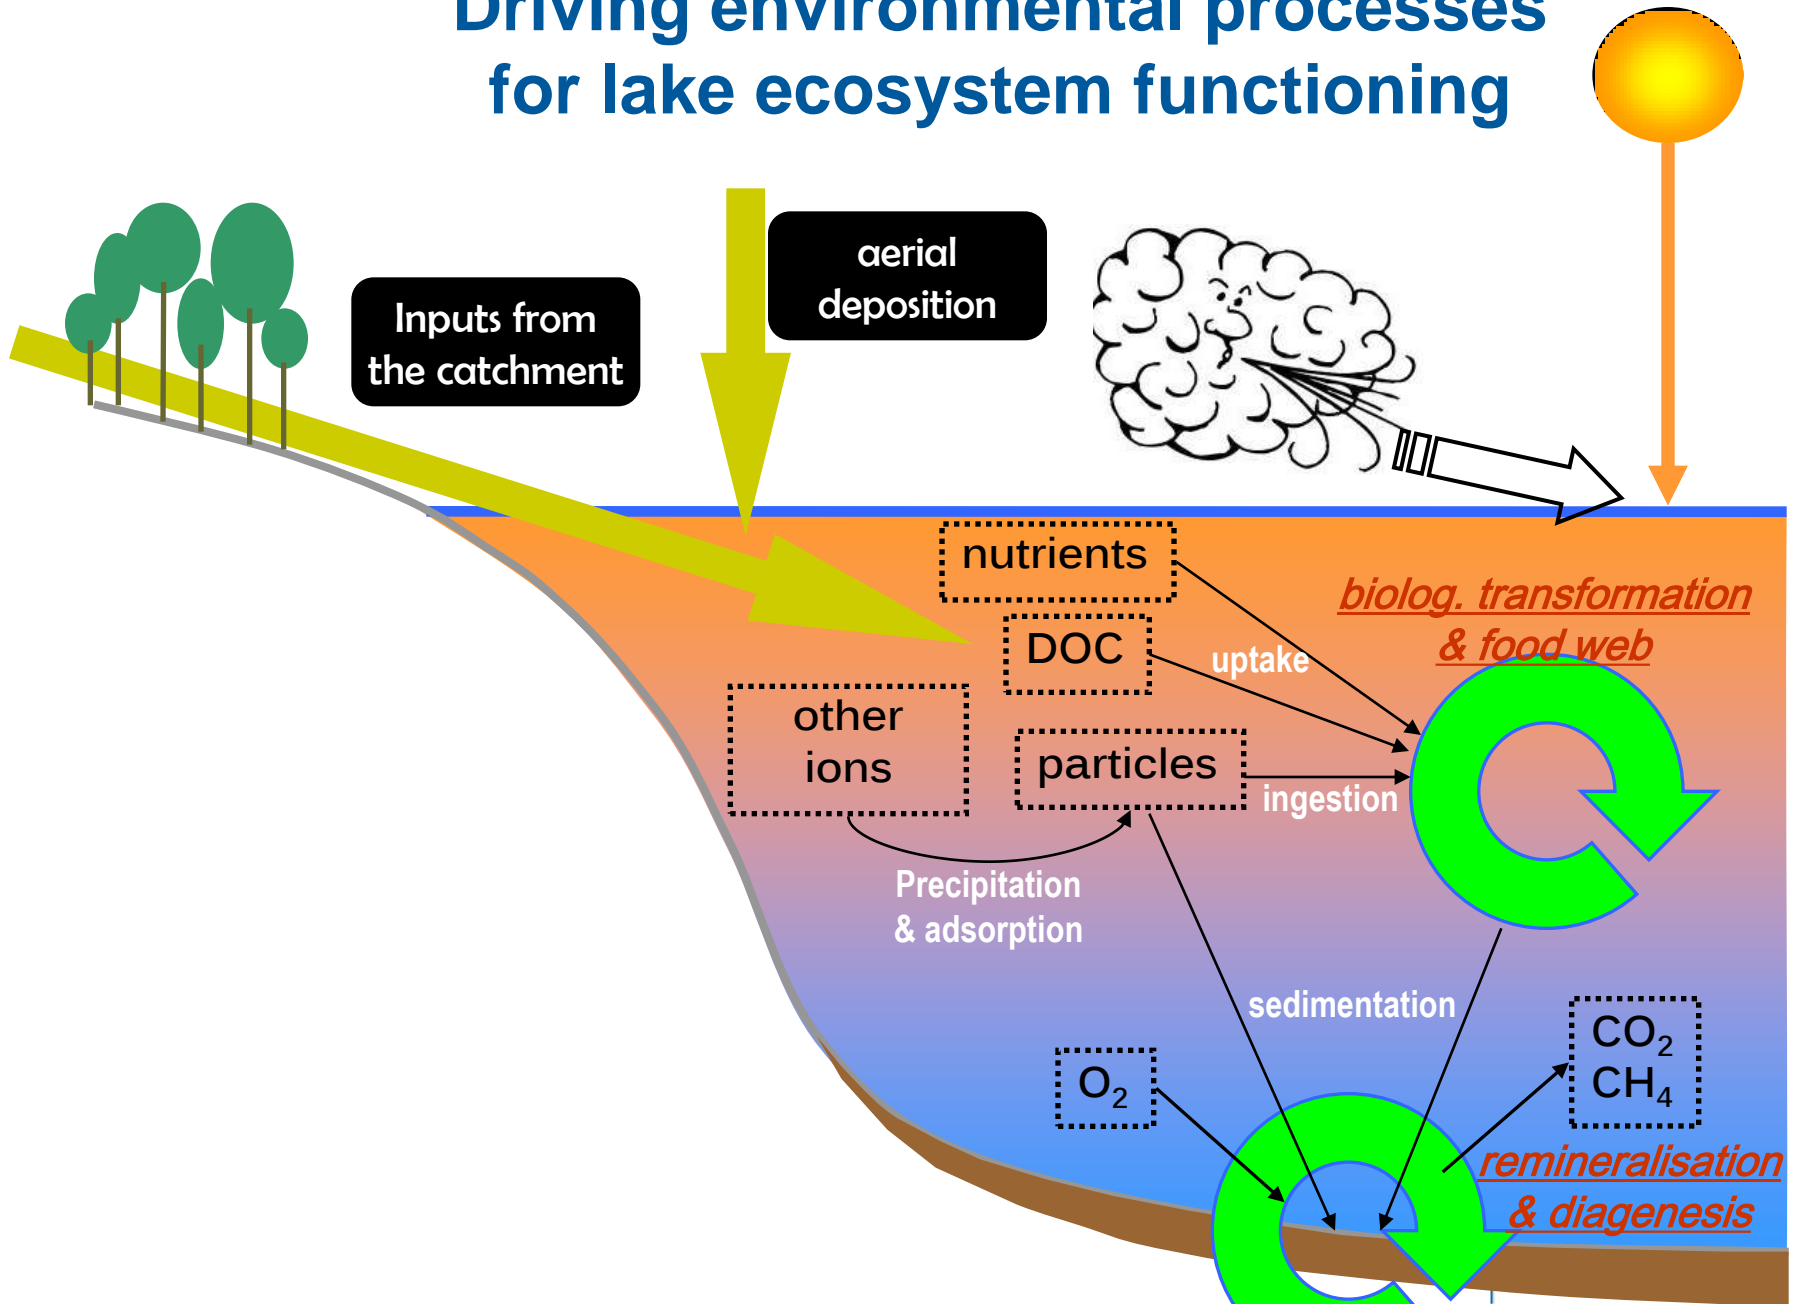 Driving environmental processes
for lake ecosystem functioning
aerial
deposition
Inputs from
the catchment
nutrients
biolog. transformation
& food web
DOC
uptake
other
ions
particles
ingestion
Precipitation
& adsorption
sedimentation
O₂
CO₂
CH₄
remineralisation
& diagenesis